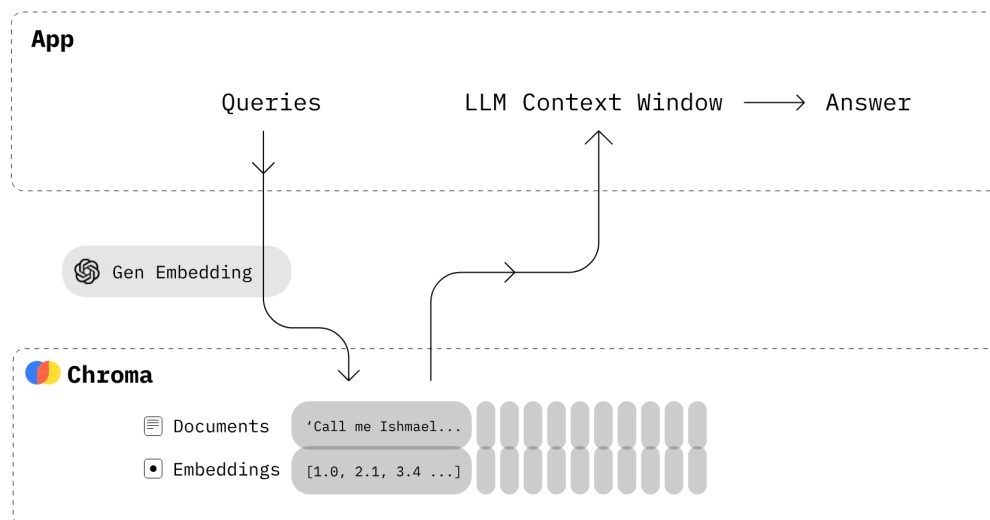 App
Queries
LLM Context Window
Answer
Gen Embedding
Chroma
Documents
‘Call me Ishmael...
Embeddings
[1.0, 2.1, 3.4 ...]